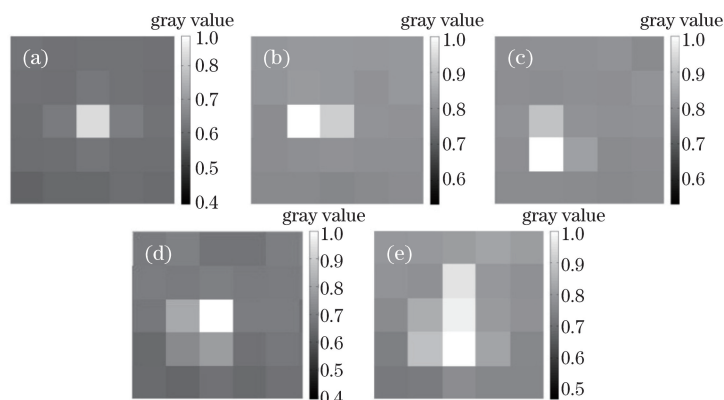 gray value gray value gray value
(a) 1.0 0.8 0.7 0.6 0.5 0.4
(b) 1.0 0.9 0.8 0.7 0.6
(c) 1.0 0.9 0.8 0.7 0.6
gray value gray value
(d) 1.0 0.9 0.8 0.7 0.6 0.5 0.4
(e) 1.0 0.9 0.8 0.7 0.6 0.5